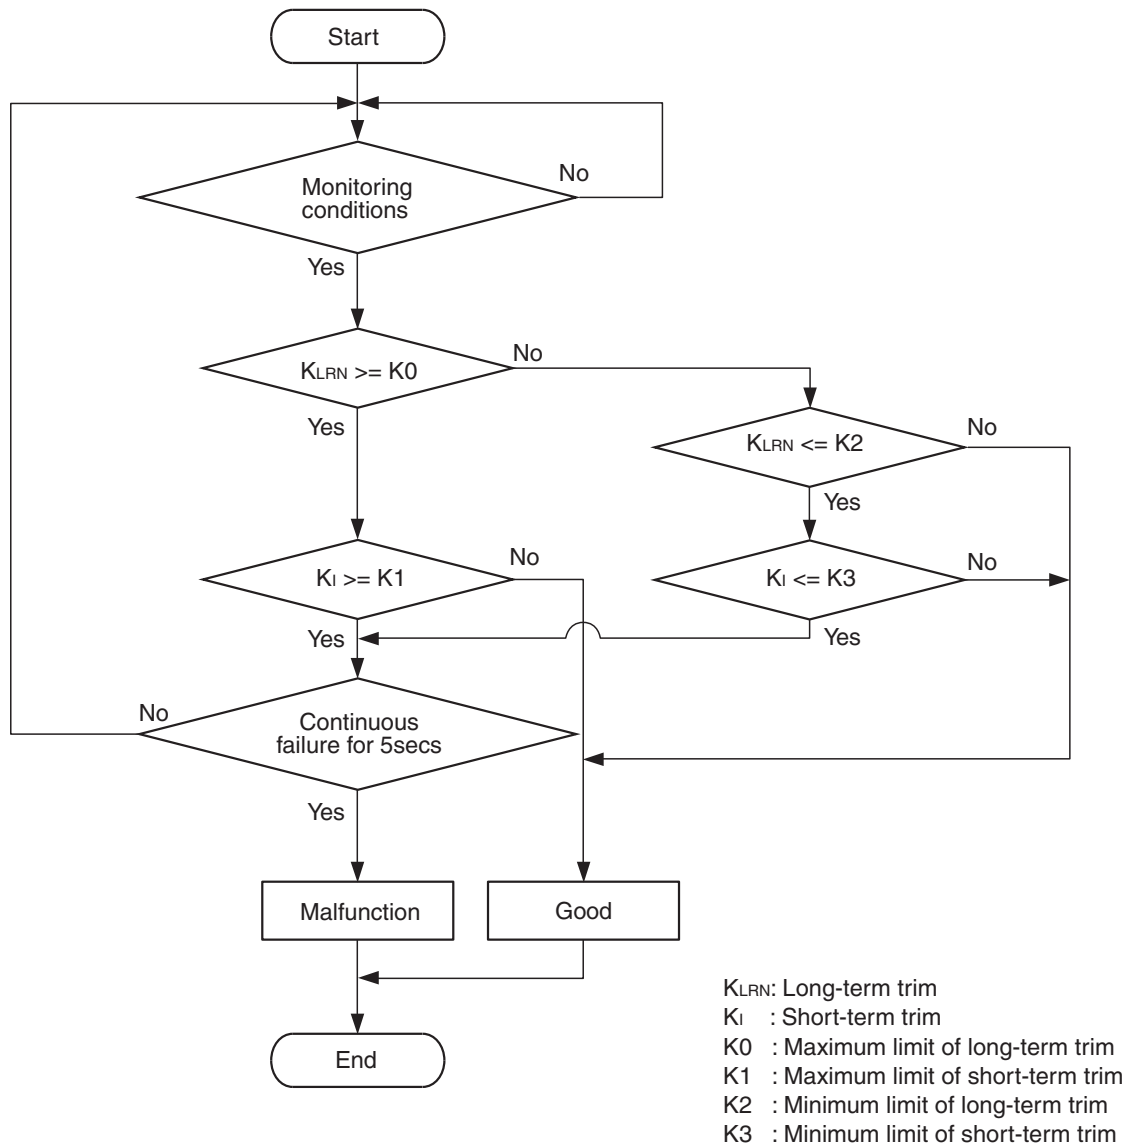 Start
No
Monitoring
conditions
Yes
No
KLRN >= K0
Yes
No
KLRN <= K2
Yes
No
KI >= K1
No
KI <= K3
Yes
Yes
No
Continuous
failure for 5secs
Yes
Malfunction
Good
End
KLRN: Long-term trim
KI : Short-term trim
K0 : Maximum limit of long-term trim
K1 : Maximum limit of short-term trim
K2 : Minimum limit of long-term trim
K3 : Minimum limit of short-term trim